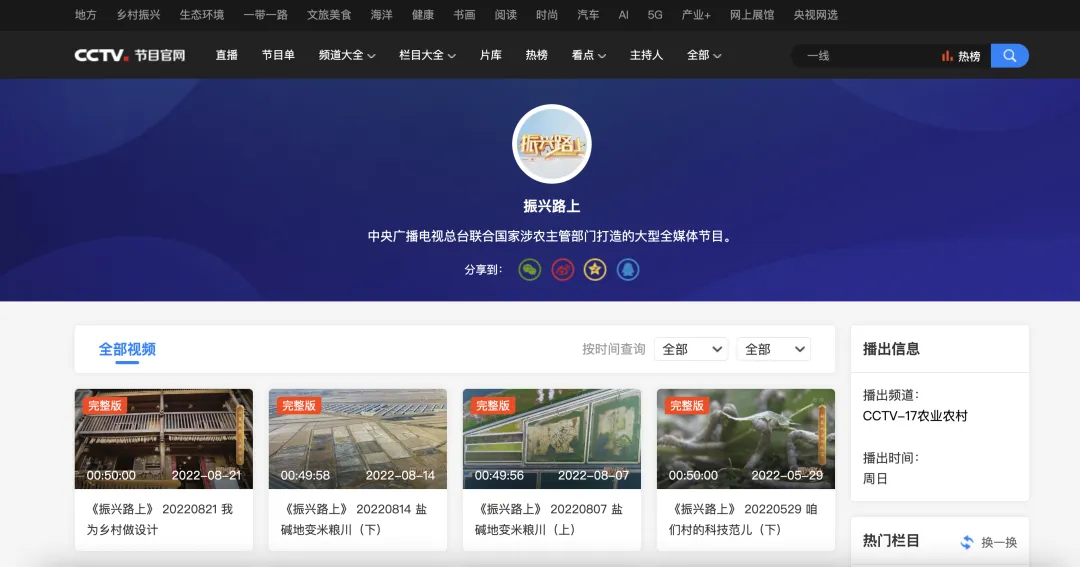 地方 乡村振兴 生态环境 一带一路 文旅美食 海洋 健康 书画 阅读 时尚 汽车 AI 5G 产业+ 网上展馆 央视网选
CCTV. 节目官网 直播 节目单 频道大全 栏目大全 片库 热榜 看点 主持人 全部 一线 热榜
振兴路上
振兴路上
中央广播电视总台联合国家涉农主管部门打造的大型全媒体节目。
分享到：
全部视频 按时间查询 全部 全部
完整版 00:50:00 2022-08-21
《振兴路上》 20220821 我
为乡村做设计
完整版 00:49:58 2022-08-14
《振兴路上》 20220814 盐
碱地变米粮川（下）
完整版 00:49:56 2022-08-07
《振兴路上》 20220807 盐
碱地变米粮川（上）
完整版 00:50:00 2022-05-29
《振兴路上》 20220529 咱
们村的科技范儿（下）
播出信息
播出频道：
CCTV-17农业农村
播出时间：
周日
热门栏目 换一换